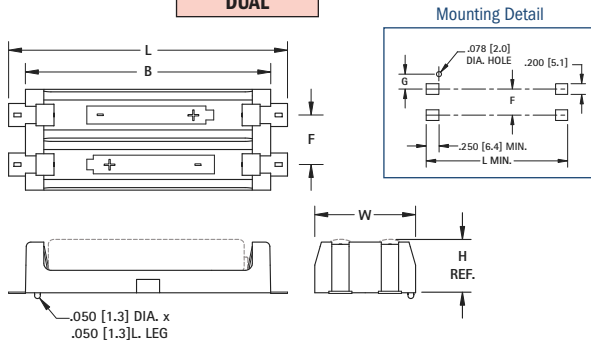 DUAL
Mounting Detail
L
B
F
- +
+ -
.078 [2.0]
DIA. HOLE
.200 [5.1]
G
F
.250 [6.4] MIN.
L MIN.
W
H
REF.
.050 [1.3] DIA. x
.050 [1.3]L. LEG